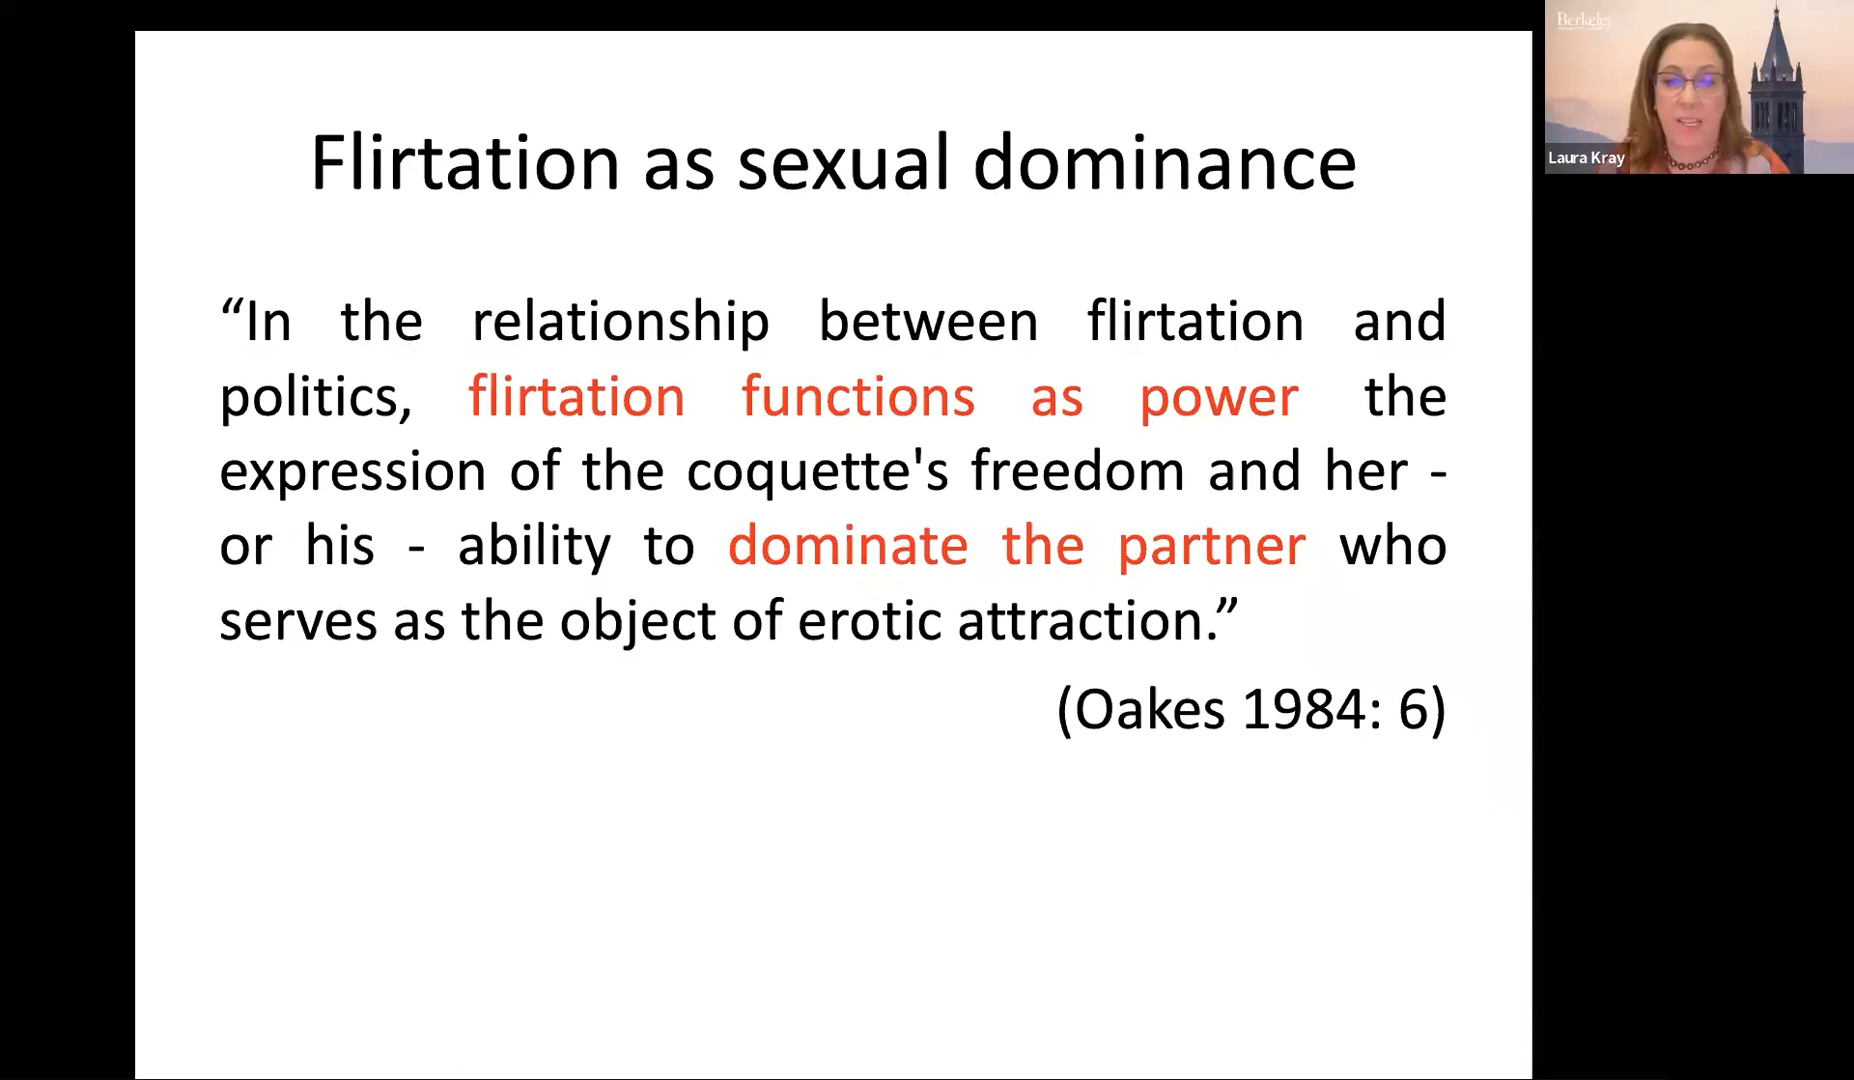 Flirtation as sexual dominance
“In the relationship between flirtation and
politics, flirtation functions as power the
expression of the coquette's freedom and her -
or his - ability to dominate the partner who
serves as the object of erotic attraction.”
(Oakes 1984: 6)
Berkeley
Laura Kray